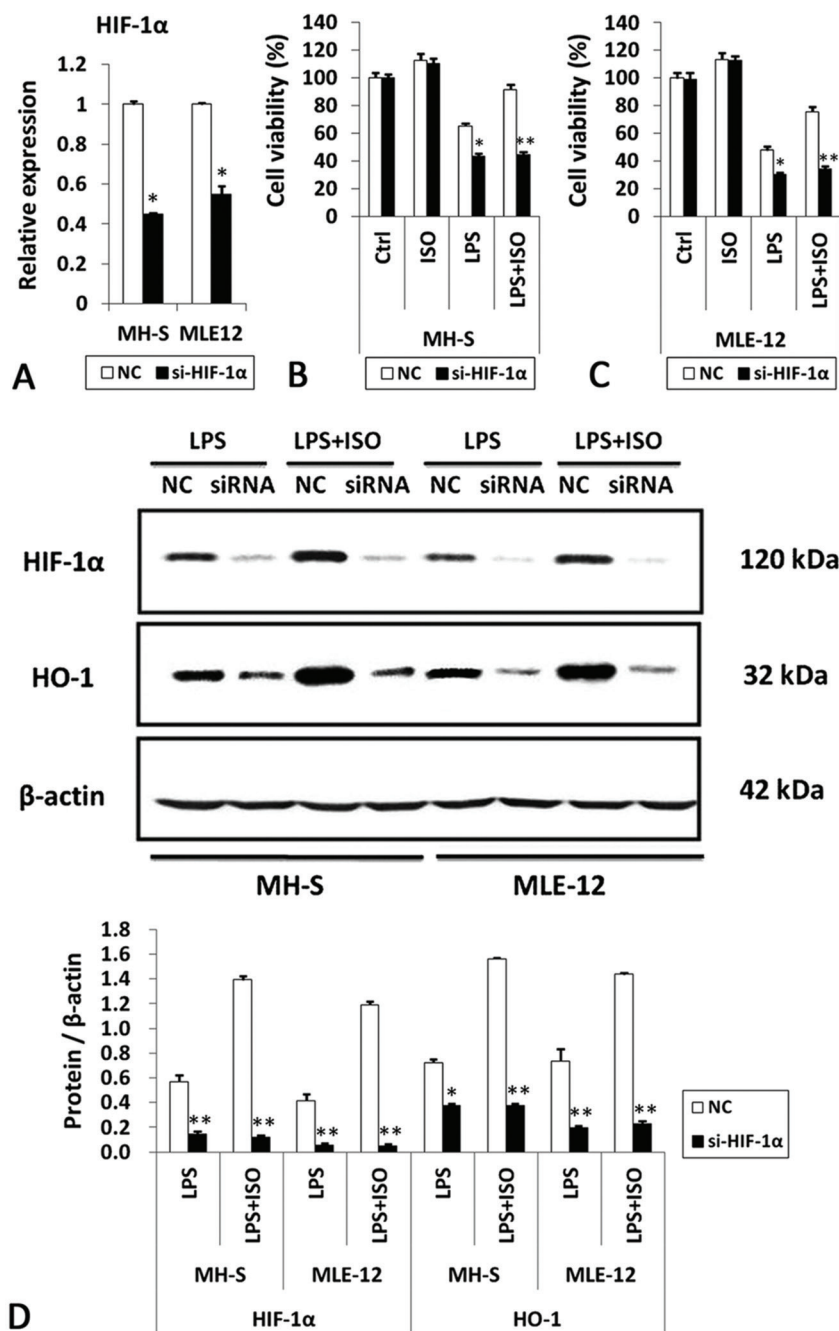 HIF-1α
Relative expression
1.2
1
0.8
0.6
0.4
0.2
0
*
*
MH-S MLE12
NC si-HIF-1α
A
Cell viability (%)
140
120
100
80
60
40
20
0
*
**
Ctrl
ISO
LPS
LPS+ISO
MH-S
NC si-HIF-1α
B
Cell viability (%)
140
120
100
80
60
40
20
0
*
**
Ctrl
ISO
LPS
LPS+ISO
MLE-12
NC si-HIF-1α
C
LPS LPS+ISO LPS LPS+ISO
NC siRNA NC siRNA NC siRNA NC siRNA
HIF-1α 120 kDa
HO-1 32 kDa
β-actin 42 kDa
MH-S MLE-12
Protein / β-actin
1.8
1.6
1.4
1.2
1.0
0.8
0.6
0.4
0.2
0.0
** ** ** ** * ** ** **
NC
si-HIF-1α
LPS LPS+ISO LPS LPS+ISO LPS LPS+ISO LPS LPS+ISO
MH-S MLE-12 MH-S MLE-12
HIF-1α HO-1
D